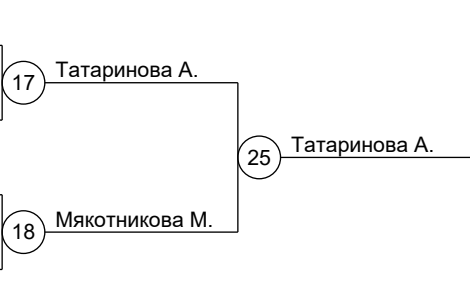 17 Татаринова А.
25 Татаринова А.
18 Мякотникова М.